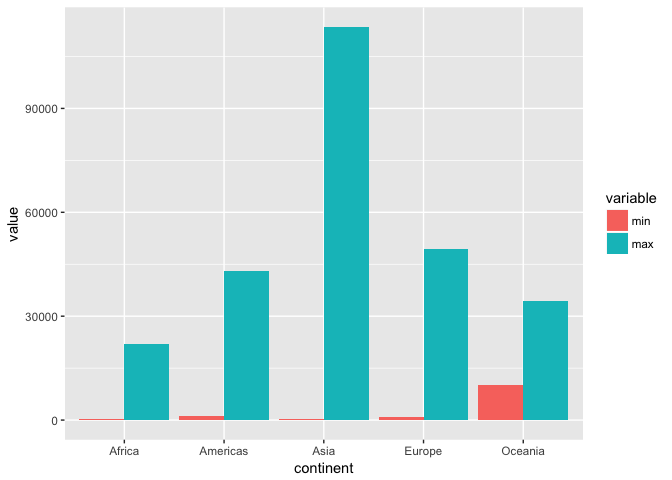 90000
60000
30000
0
value
Africa Americas Asia Europe Oceania
continent
variable
min
max